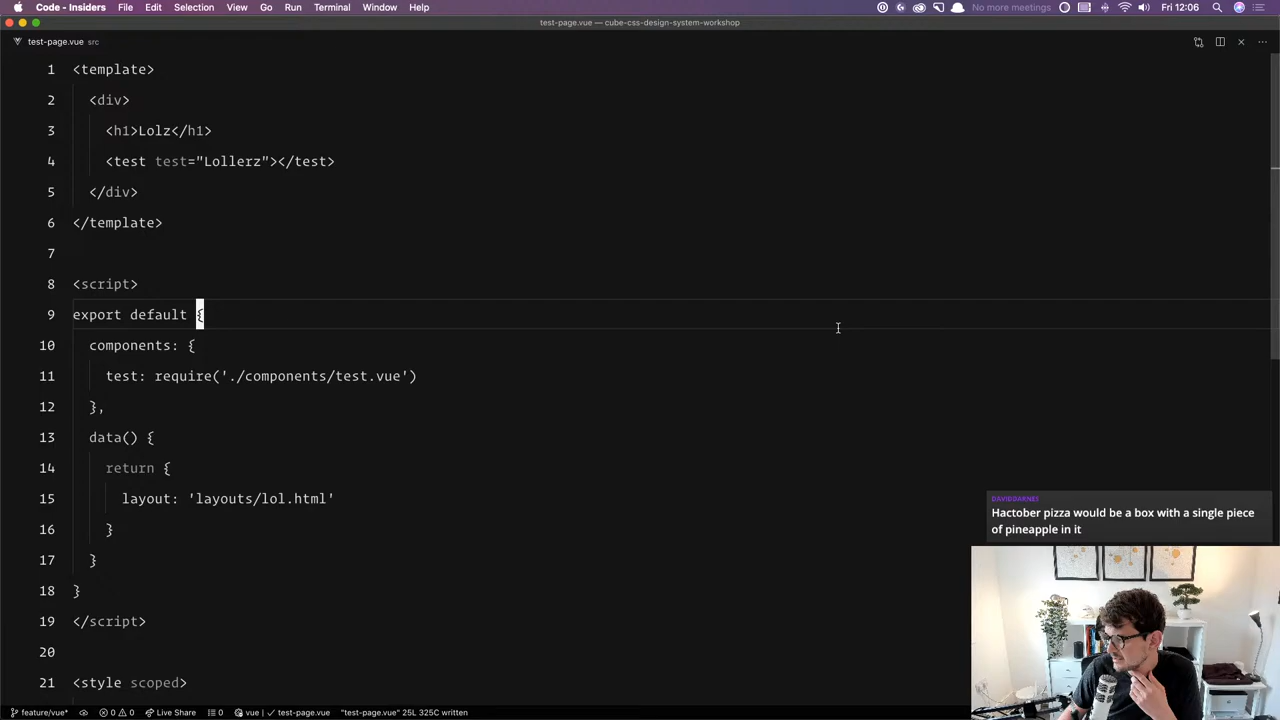 Code - Insiders File Edit Selection View Go Run Terminal Window Help No more meetings Fri 12:06
test-page.vue — cube-css-design-system-workshop
test-page.vue src
1 <template>
2 <div>
3 <h1>Lolz</h1>
4 <test test="Lollerz"></test>
5 </div>
6 </template>
7
8 <script>
9 export default {
10 components: {
11 test: require('./components/test.vue')
12 },
13 data() {
14 return {
15 layout: 'layouts/lol.html'
16 }
17 }
18 }
19 </script>
20
21 <style scoped>
DAVIDDARNES
Hactober pizza would be a box with a single piece
of pineapple in it
feature/vue* 0 0 Live Share 0 vue test-page.vue "test-page.vue" 25L 325C written